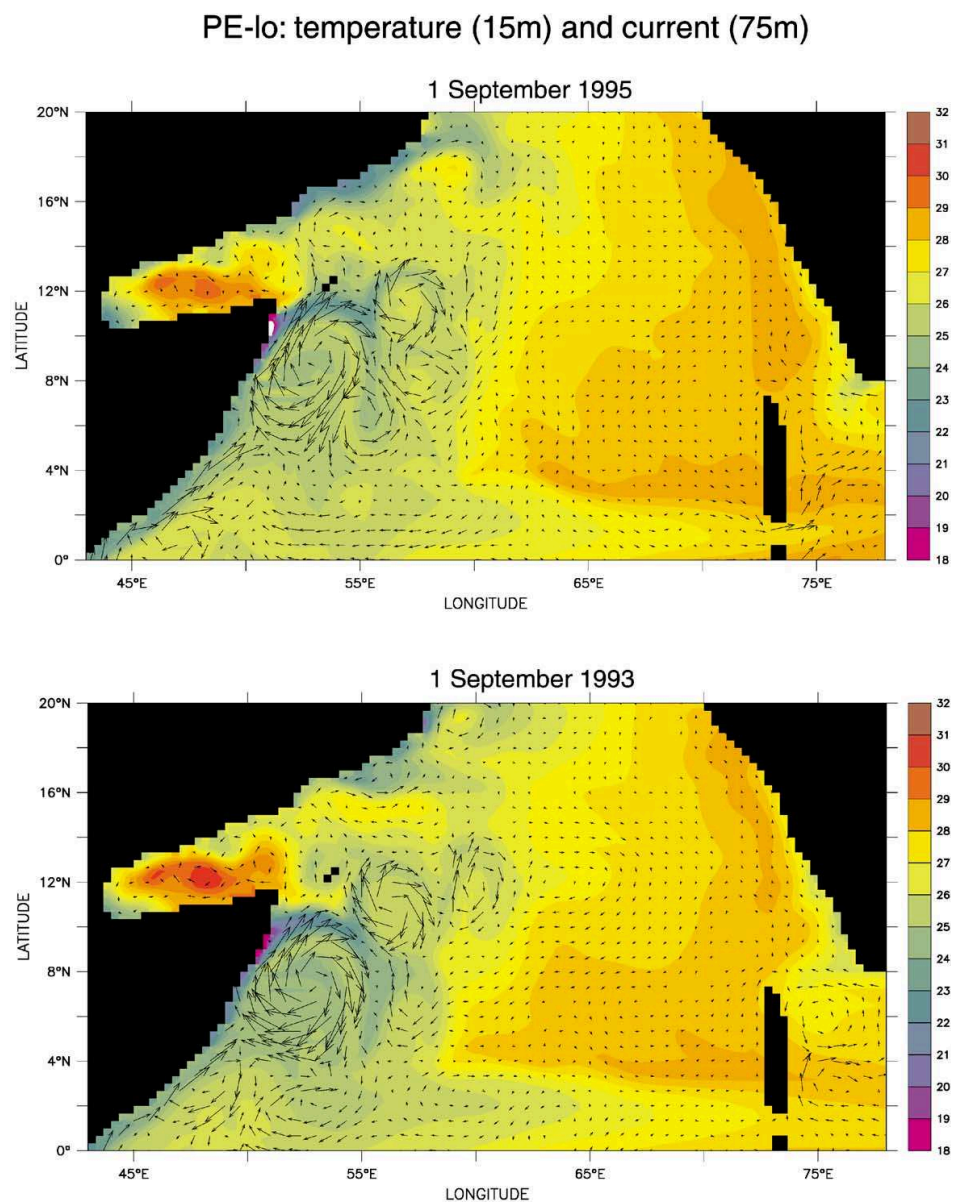 PE-lo: temperature (15m) and current (75m)
1 September 1995
20°N
16°N
12°N
8°N
4°N
0°
LATITUDE
45°E
55°E
65°E
75°E
LONGITUDE
32
31
30
29
28
27
26
25
24
23
22
21
20
19
18
1 September 1993
20°N
16°N
12°N
8°N
4°N
0°
LATITUDE
45°E
55°E
65°E
75°E
LONGITUDE
32
31
30
29
28
27
26
25
24
23
22
21
20
19
18